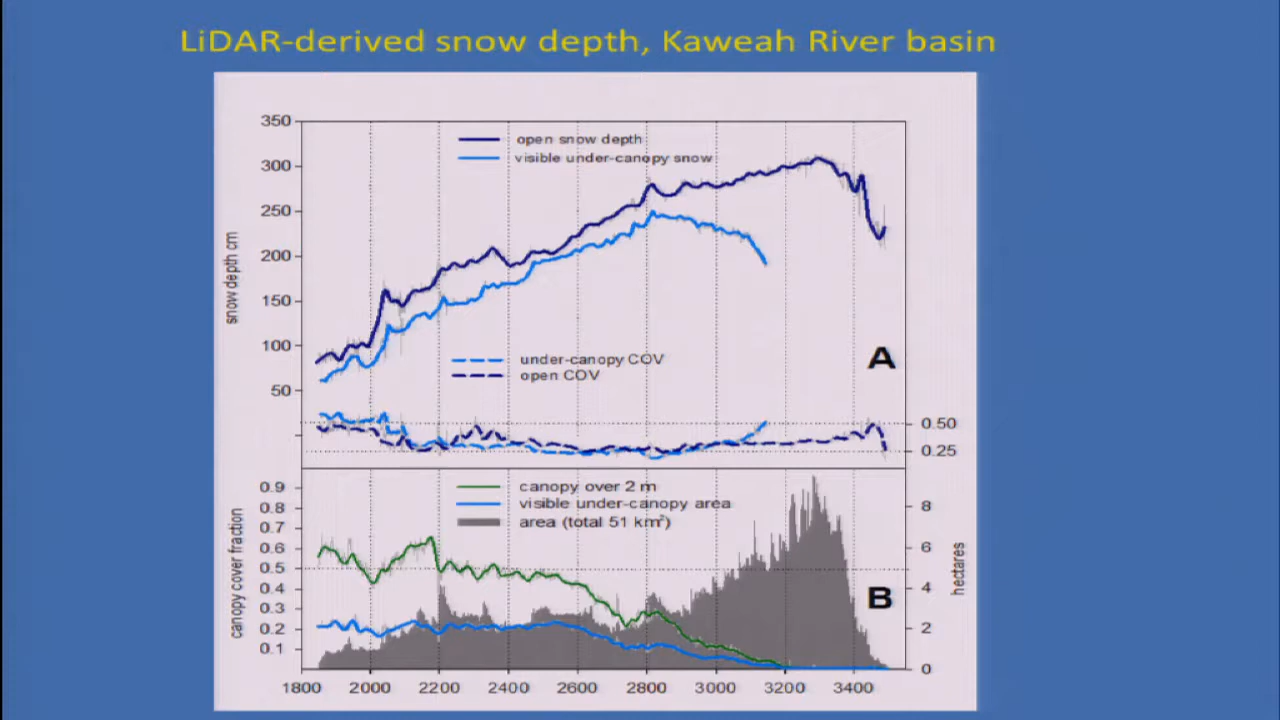 LiDAR-derived snow depth, Kaweah River basin
350
300
250
200
150
100
50
snow depth cm
open snow depth
visible under-canopy snow
under-canopy COV
open COV
A
0.50
0.25
0.9
0.8
0.7
0.6
0.5
0.4
0.3
0.2
0.1
canopy cover fraction
canopy over 2 m
visible under-canopy area
area (total 51 km²)
B
8
6
4
2
0
hectares
1800 2000 2200 2400 2600 2800 3000 3200 3400